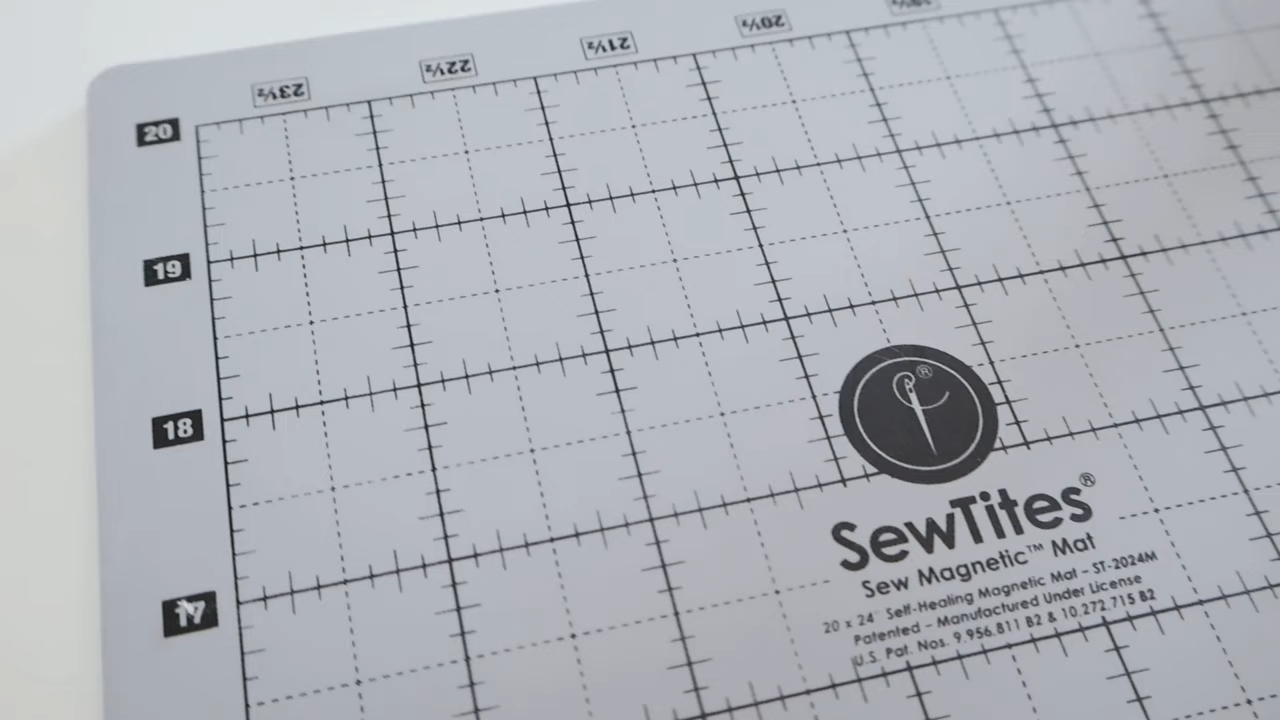 23½
22½
21½
20½
19½
20
19
18
17
®
SewTites®
Sew Magnetic™ Mat
20 x 24" Self-Healing Magnetic Mat – ST-2024M
Patented – Manufactured Under License
U.S. Pat. Nos. 9,956,811 B2 & 10,272,715 B2